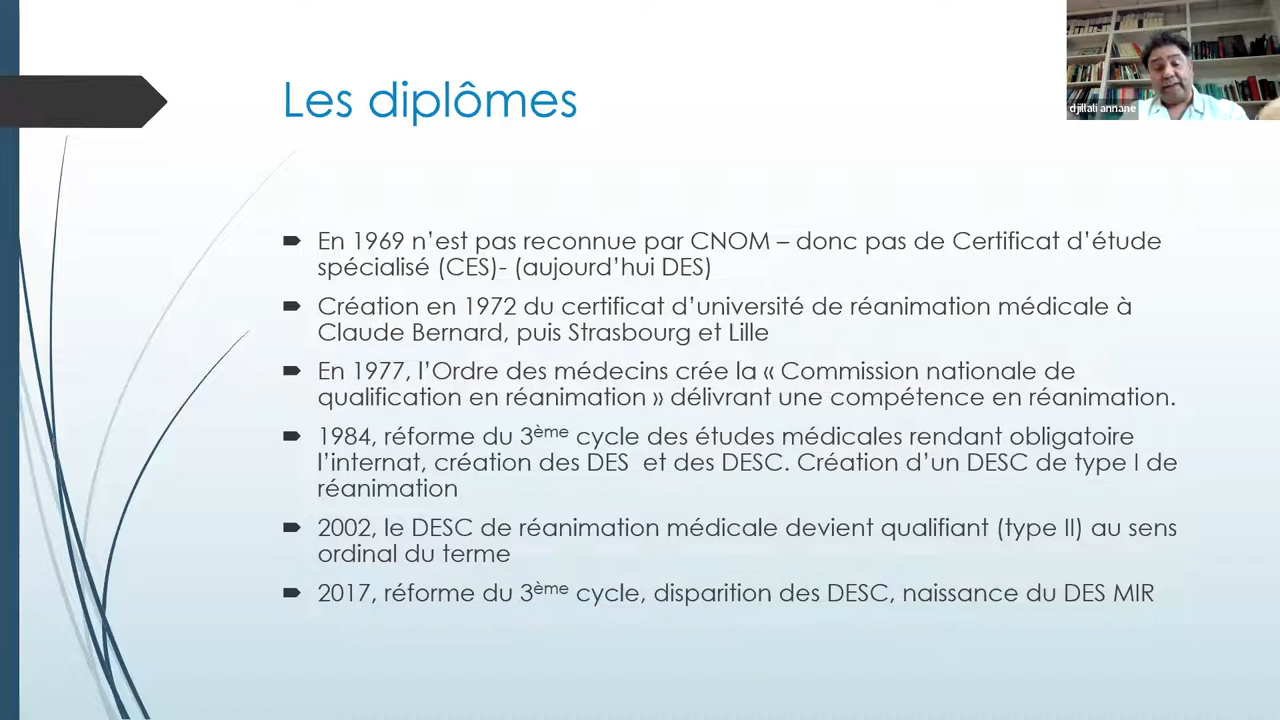 Les diplômes
djillali annane
En 1969 n’est pas reconnue par CNOM – donc pas de Certificat d’étude
spécialisé (CES)- (aujourd’hui DES)
Création en 1972 du certificat d’université de réanimation médicale à
Claude Bernard, puis Strasbourg et Lille
En 1977, l’Ordre des médecins crée la « Commission nationale de
qualification en réanimation » délivrant une compétence en réanimation.
1984, réforme du 3ème cycle des études médicales rendant obligatoire
l’internat, création des DES et des DESC. Création d’un DESC de type I de
réanimation
2002, le DESC de réanimation médicale devient qualifiant (type II) au sens
ordinal du terme
2017, réforme du 3ème cycle, disparition des DESC, naissance du DES MIR